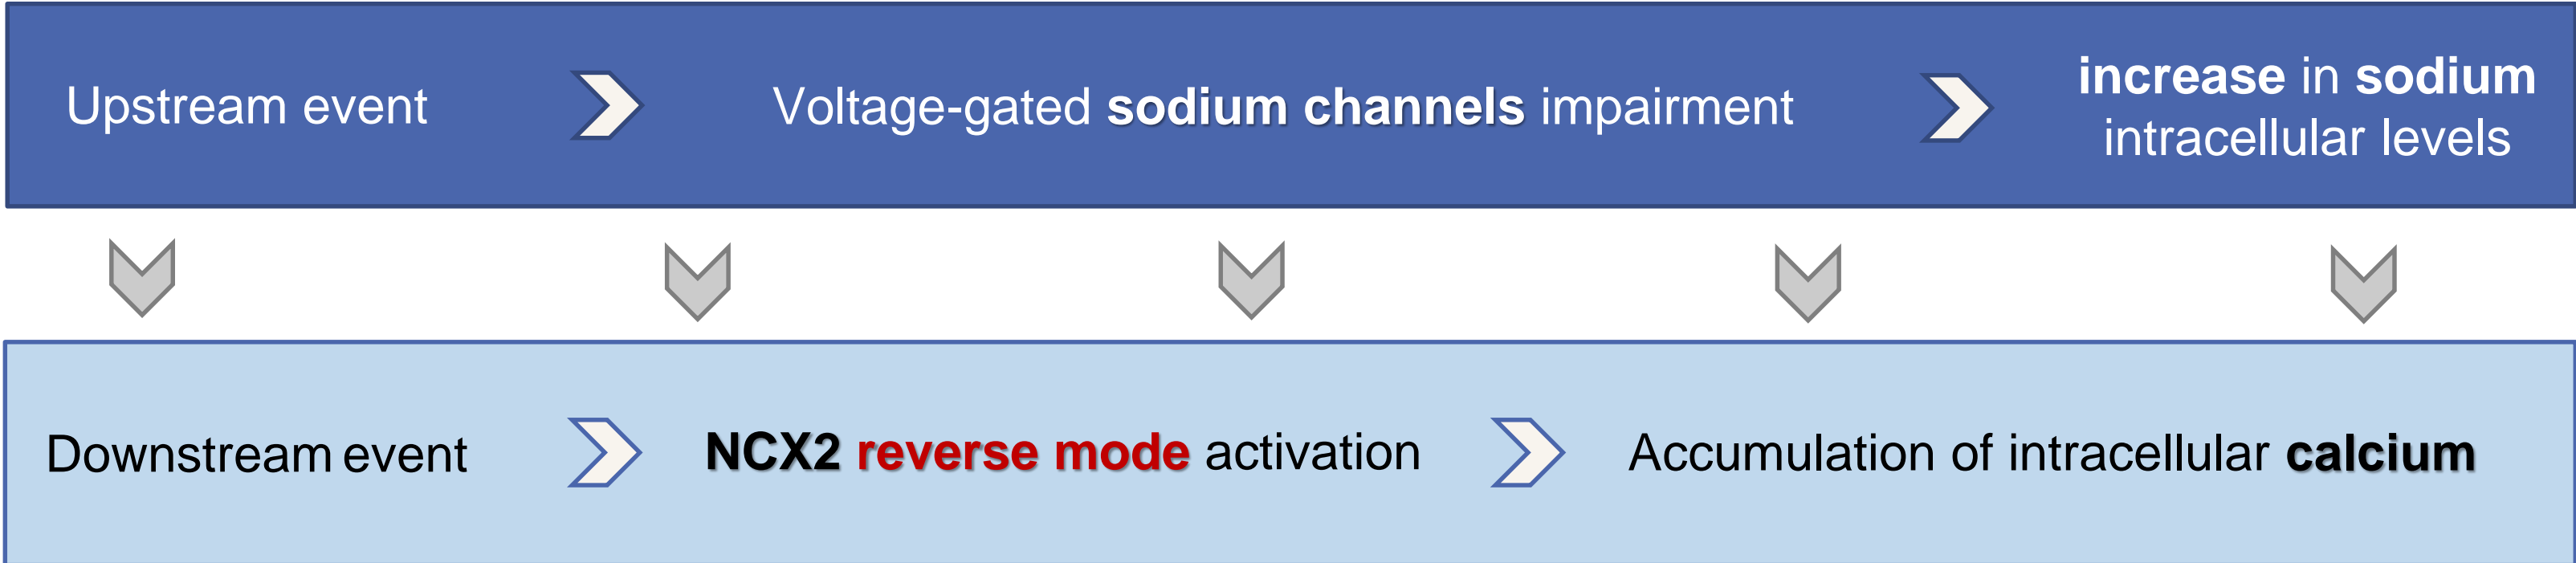 Upstream event
Voltage-gated sodium channels impairment
increase in sodium
intracellular levels
Downstream event
NCX2 reverse mode activation
Accumulation of intracellular calcium